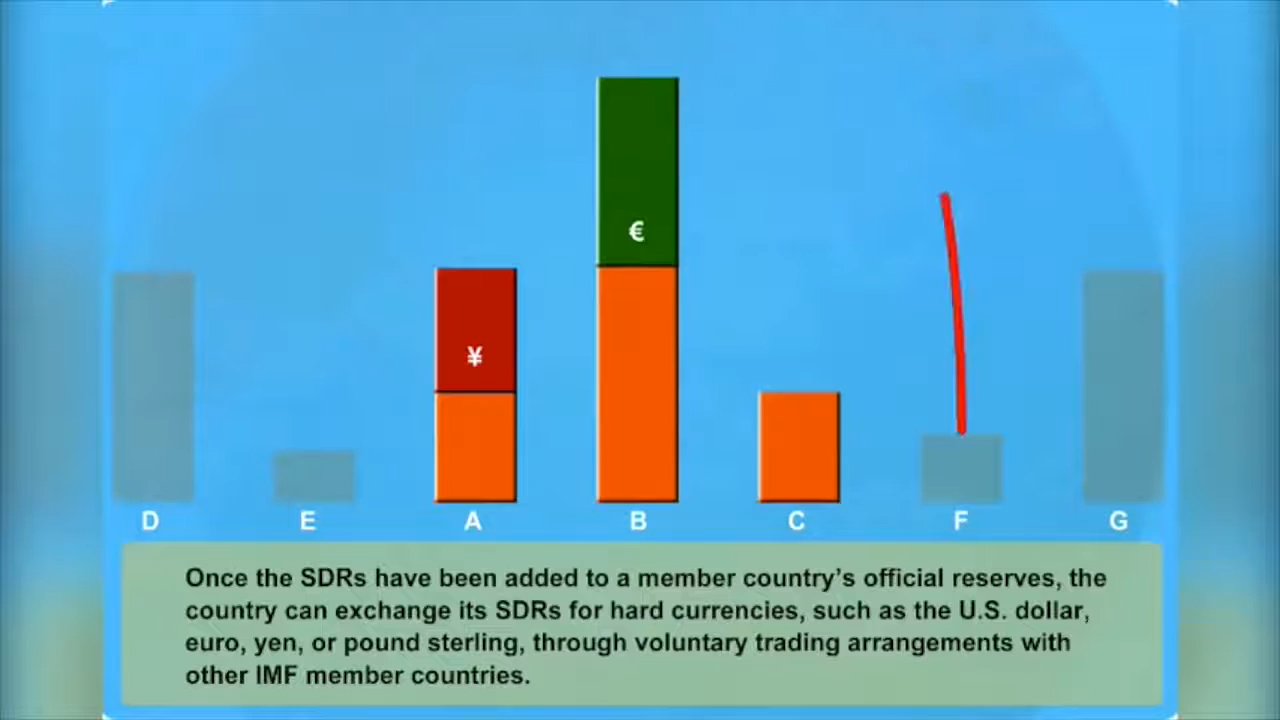 €
¥
D E A B C F G
Once the SDRs have been added to a member country's official reserves, the
country can exchange its SDRs for hard currencies, such as the U.S. dollar,
euro, yen, or pound sterling, through voluntary trading arrangements with
other IMF member countries.